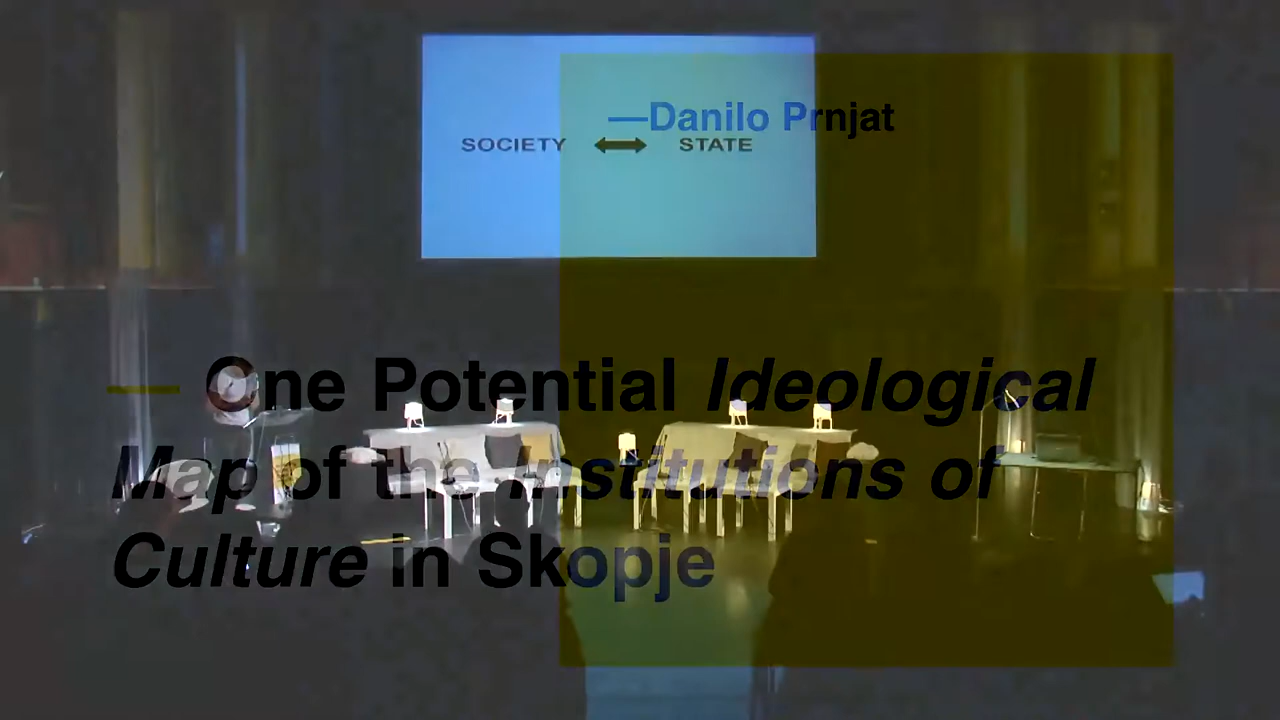 —Danilo Prnjat
SOCIETY ↔ STATE
— One Potential Ideological
Map of the Institutions of
Culture in Skopje